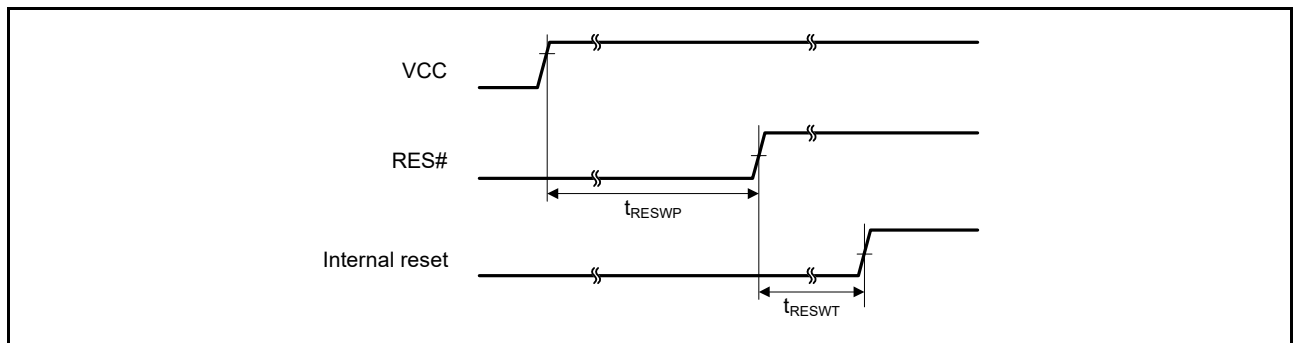 VCC
RES#
tRESWP
Internal reset
tRESWT